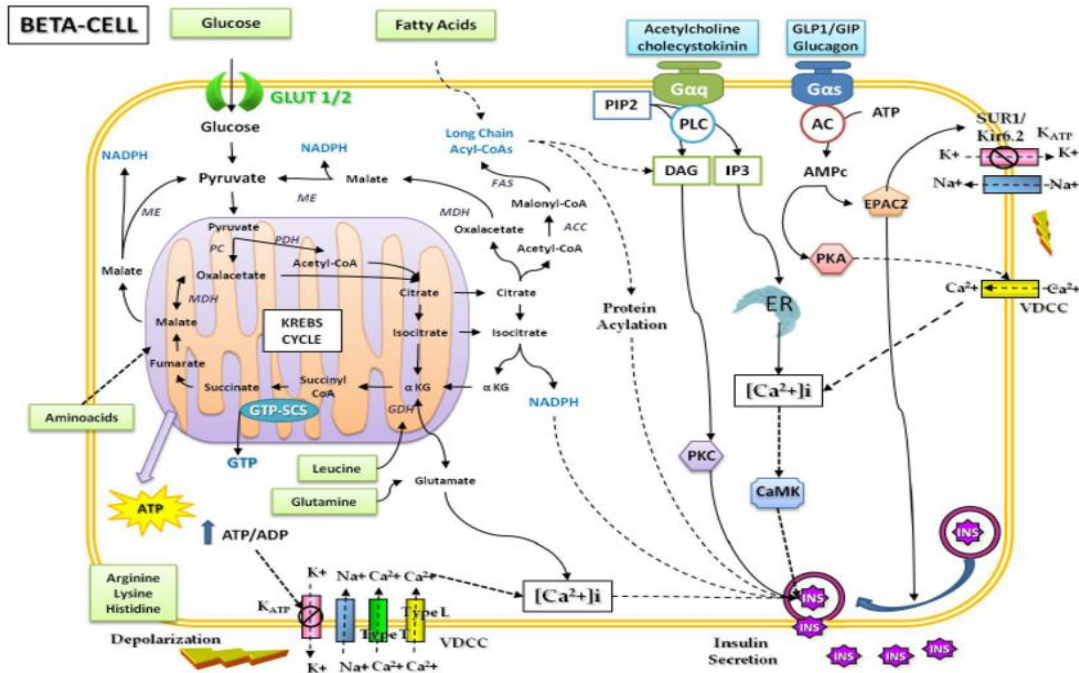 BETA-CELL
Glucose
Fatty Acids
Acetylcholine
cholecystokinin
GLP1/GIP
Glucagon
GLUT 1/2
Gαq
Gαs
PIP2
PLC
AC
ATP
SUR1/
Kir6.2
KATP
K+
K+
Na+
Na+
Glucose
NADPH
NADPH
Long Chain
Acyl-CoAs
DAG
IP3
AMPc
EPAC2
Pyruvate
ME
Malate
ME
FAS
Malonyl-CoA
MDH
Oxalacetate
ACC
Acetyl-CoA
Pyruvate
PC
PDH
Acetyl-CoA
Oxalacetate
Malate
MDH
Citrate
Citrate
PKA
Ca²+
Ca²+
VDCC
ER
Protein
Acylation
Malate
KREBS
CYCLE
Isocitrate
Isocitrate
Fumarate
Succinate
Succinyl
CoA
αKG
αKG
NADPH
[Ca²+]i
Aminoacids
GTP-SCS
GDH
GTP
Leucine
Glutamate
Glutamine
PKC
CaMK
ATP
ATP/ADP
INS
Arginine
Lysine
Histidine
K+
Na+
Ca²+
Ca²+
[Ca²+]i
INS
KATP
Type L
Type T
VDCC
INS
Depolarization
K+
Na+
Ca²+
Ca²+
Insulin
Secretion
INS
INS
INS